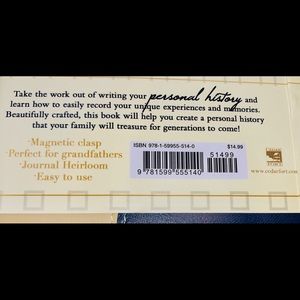 Take the work out of writing your personal history and
learn how to easily record your unique experiences and memories.
Beautifully crafted, this book will help you create a personal history
that your family will treasure for generations to come!
·Magnetic clasp
·Perfect for grandfathers
·Journal Heirloom
·Easy to use
ISBN 978-1-59955-514-0 $14.99
51499
9 781599 555140
CEDAR
FORT
www.cedarfort.com